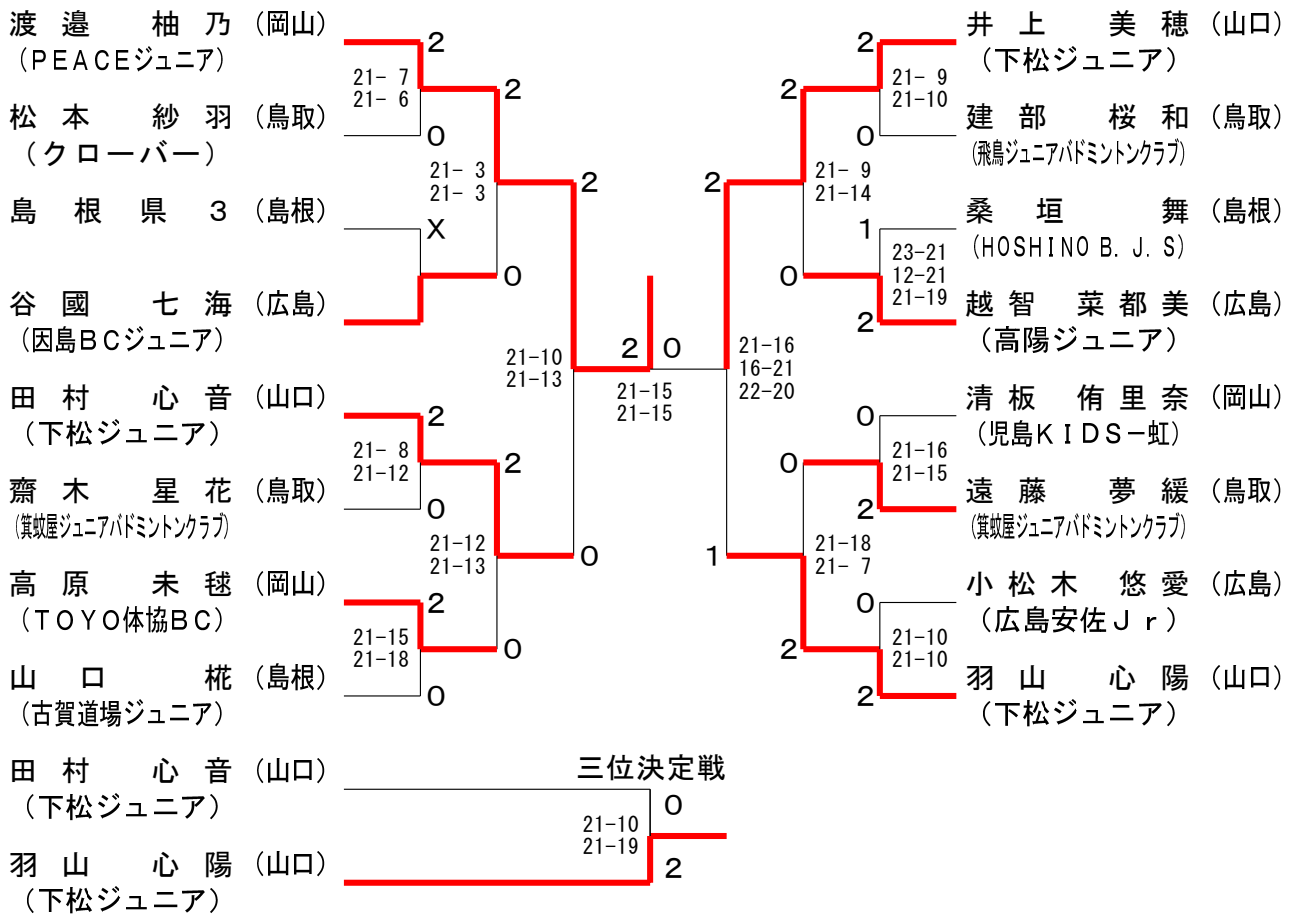 渡邉 柚乃 (岡山)
(PEACEジュニア)
2
21- 7
21- 6
2
松本 紗羽 (鳥取)
(クローバー)
0
21- 3
21- 3
2
島根県3 (島根)
X
0
谷國 七海 (広島)
(因島BCジュニア)
21-10
21-13
田村 心音 (山口)
(下松ジュニア)
2
21- 8
21-12
2
齋木 星花 (鳥取)
(箕蚊屋ジュニアバドミントンクラブ)
0
21-12
21-13
0
高原 未毬 (岡山)
(TOYO体協BC)
2
21-15
21-18
0
山口 椛 (島根)
(古賀道場ジュニア)
0
2 0
21-15
21-15
井上 美穂 (山口)
(下松ジュニア)
2
21- 9
21-10
2
建部 桜和 (鳥取)
(飛鳥ジュニアバドミントンクラブ)
0
21- 9
21-14
2
桑垣 舞 (島根)
(HOSHINO B. J. S)
1
23-21
12-21
21-19
0
越智 菜都美 (広島)
(高陽ジュニア)
2
21-16
16-21
22-20
清板 侑里奈 (岡山)
(児島KIDS-虹)
0
21-16
21-15
0
遠藤 夢緩 (鳥取)
(箕蚊屋ジュニアバドミントンクラブ)
2
21-18
21- 7
1
小松木 悠愛 (広島)
(広島安佐Jr)
0
21-10
21-10
2
羽山 心陽 (山口)
(下松ジュニア)
2
三位決定戦
田村 心音 (山口)
(下松ジュニア)
0
21-10
21-19
羽山 心陽 (山口)
(下松ジュニア)
2